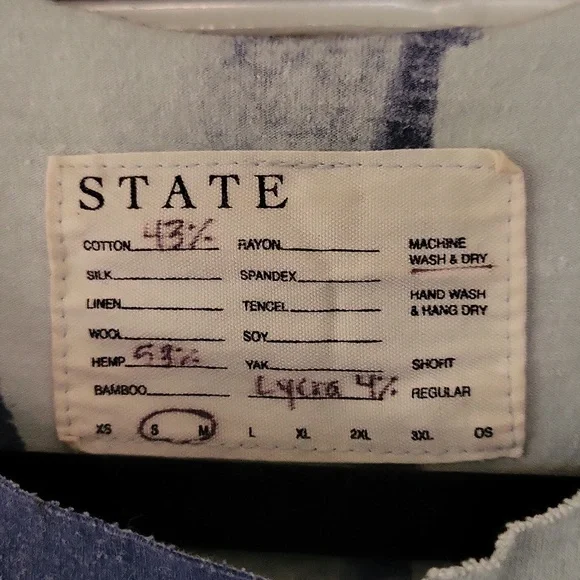 STATE
COTTON 43% RAYON MACHINE
WASH & DRY
SILK SPANDEX
HAND WASH
LINEN TENCEL & HANG DRY
WOOL SOY
HEMP 53% YAK SHORT
BAMBOO Lycra 4% REGULAR
XS S M L XL 2XL 3XL OS